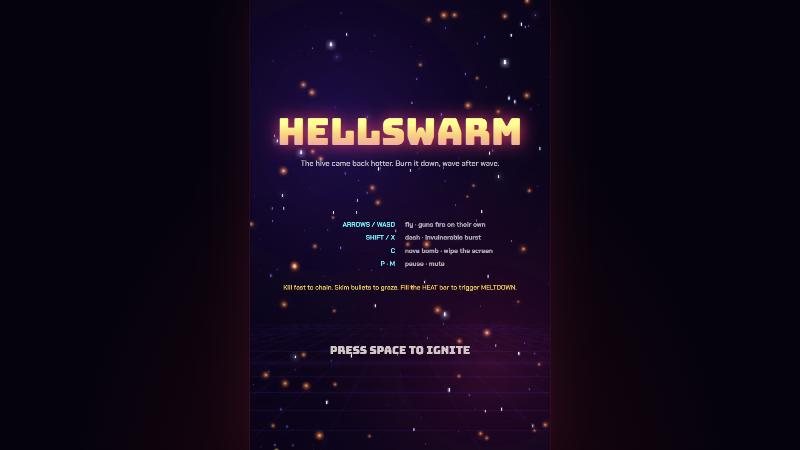 HELLSWARM
The hive came back hotter. Burn it down, wave after wave.
ARROWS / WASD fly · guns fire on their own
SHIFT / X dash · invulnerable burst
C nova bomb · wipe the screen
P · M pause · mute
Kill fast to chain. Skim bullets to graze. Fill the HEAT bar to trigger MELTDOWN.
PRESS SPACE TO IGNITE